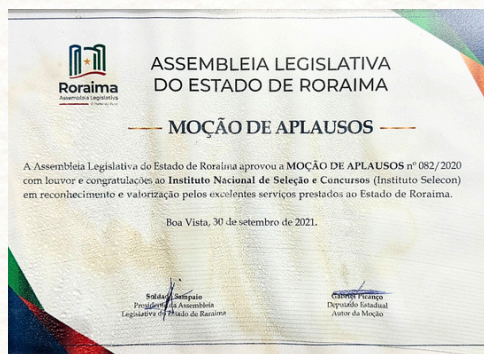 Roraima
Assembleia Legislativa
ASSEMBLEIA LEGISLATIVA
DO ESTADO DE RORAIMA
MOÇÃO DE APLAUSOS
A Assembleia Legislativa do Estado de Roraima aprovou a MOÇÃO DE APLAUSOS nº 082/2020
com louvor e congratulações ao Instituto Nacional de Seleção e Concursos (Instituto Selecon)
em reconhecimento e valorização pelos excelentes serviços prestados ao Estado de Roraima.
Boa Vista, 30 de setembro de 2021.
Soldado Sampaio
Presidente da Assembleia
Legislativa do Estado de Roraima
Gabriel Picanço
Deputado Estadual
Autor da Moção